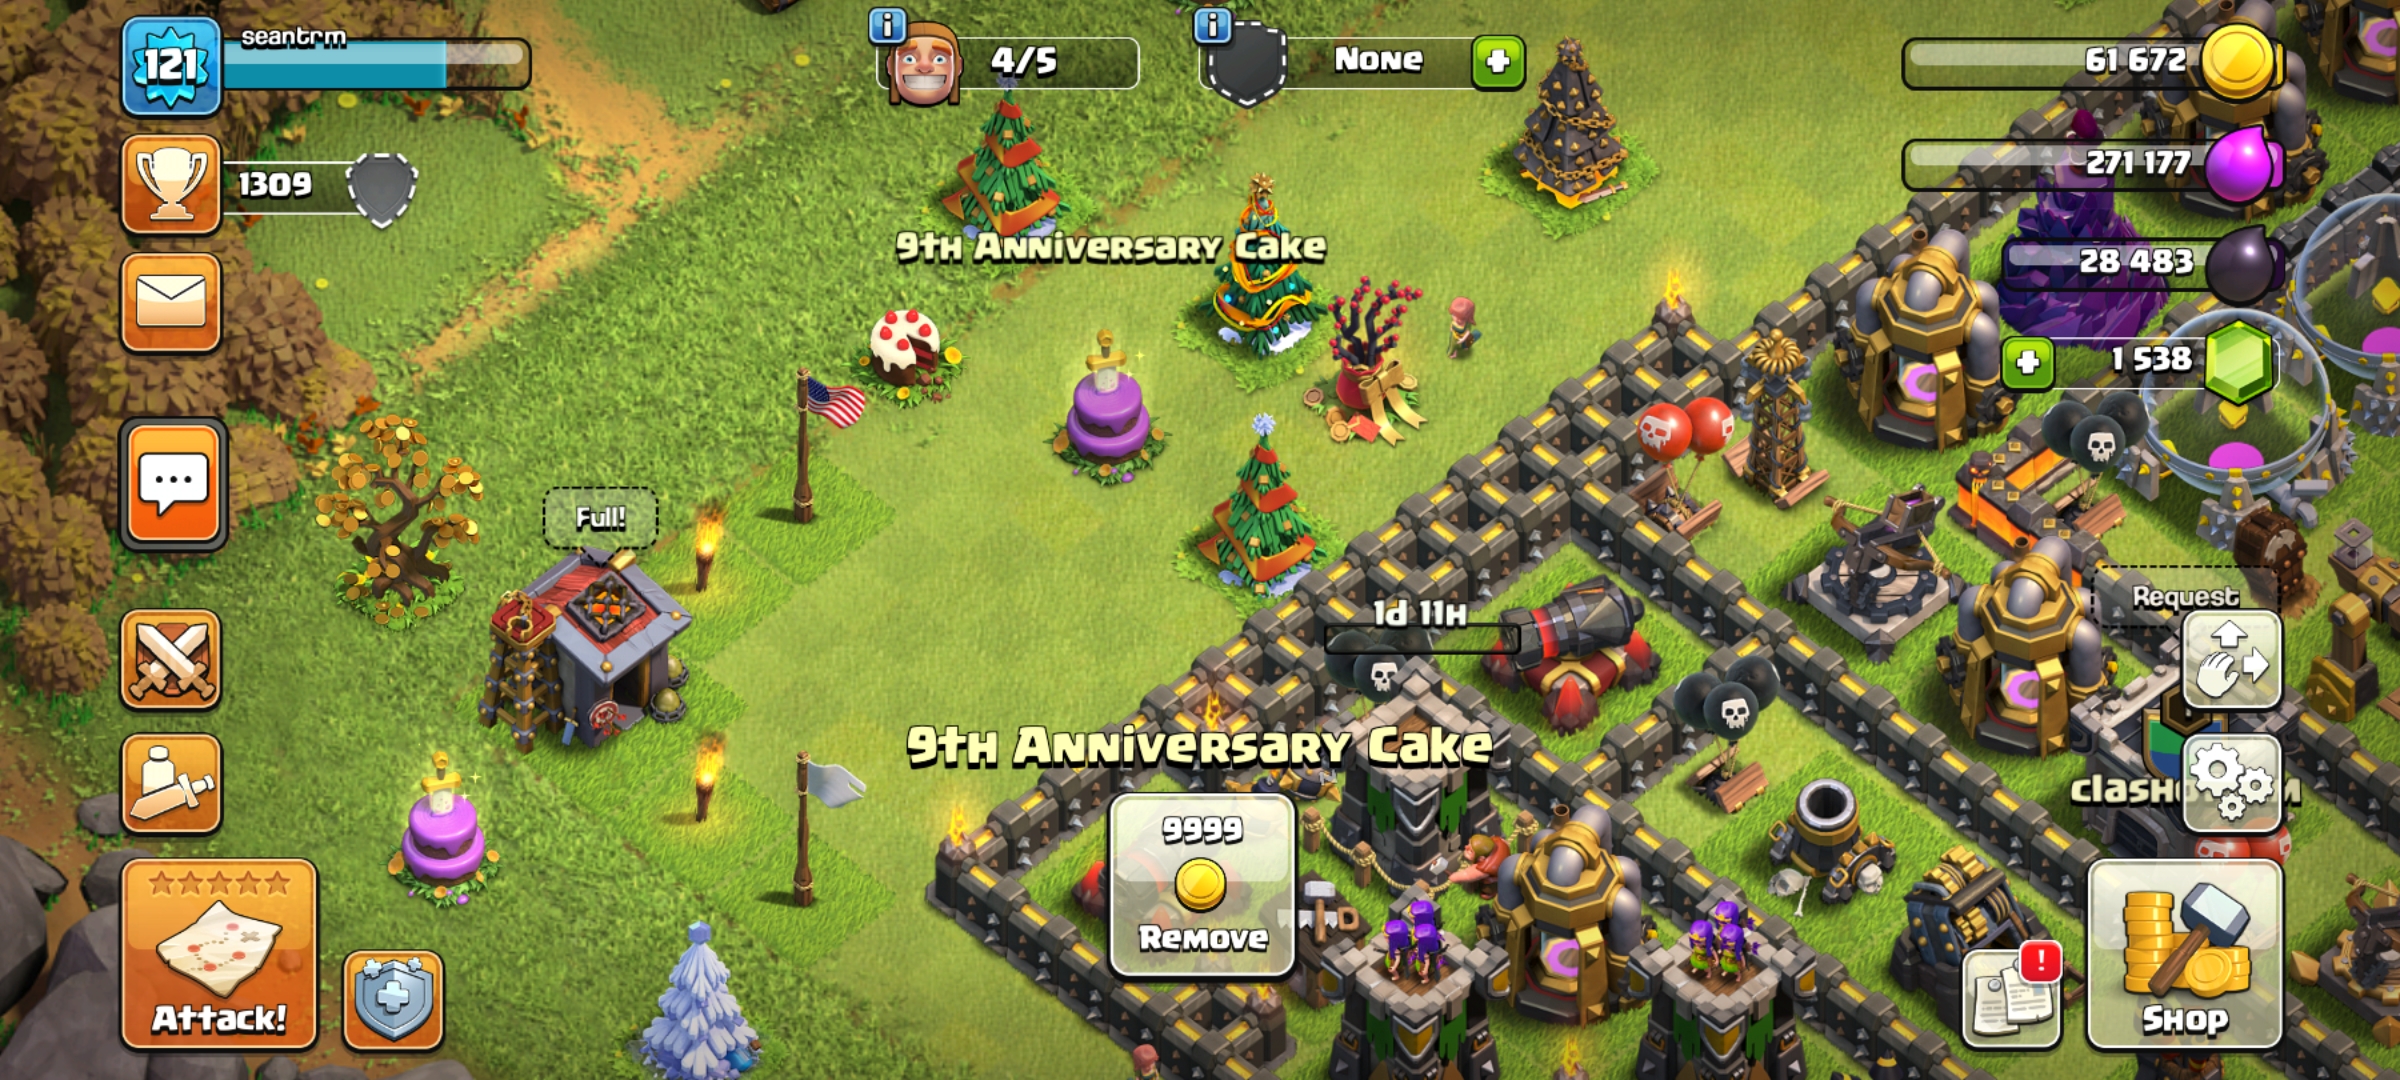 121
seantrm
4/5
None
61 672
1309
271 177
9th Anniversary Cake
28 483
1 538
Full!
Request
1d 11h
9th Anniversary Cake
9999
Remove
Attack!
Shop